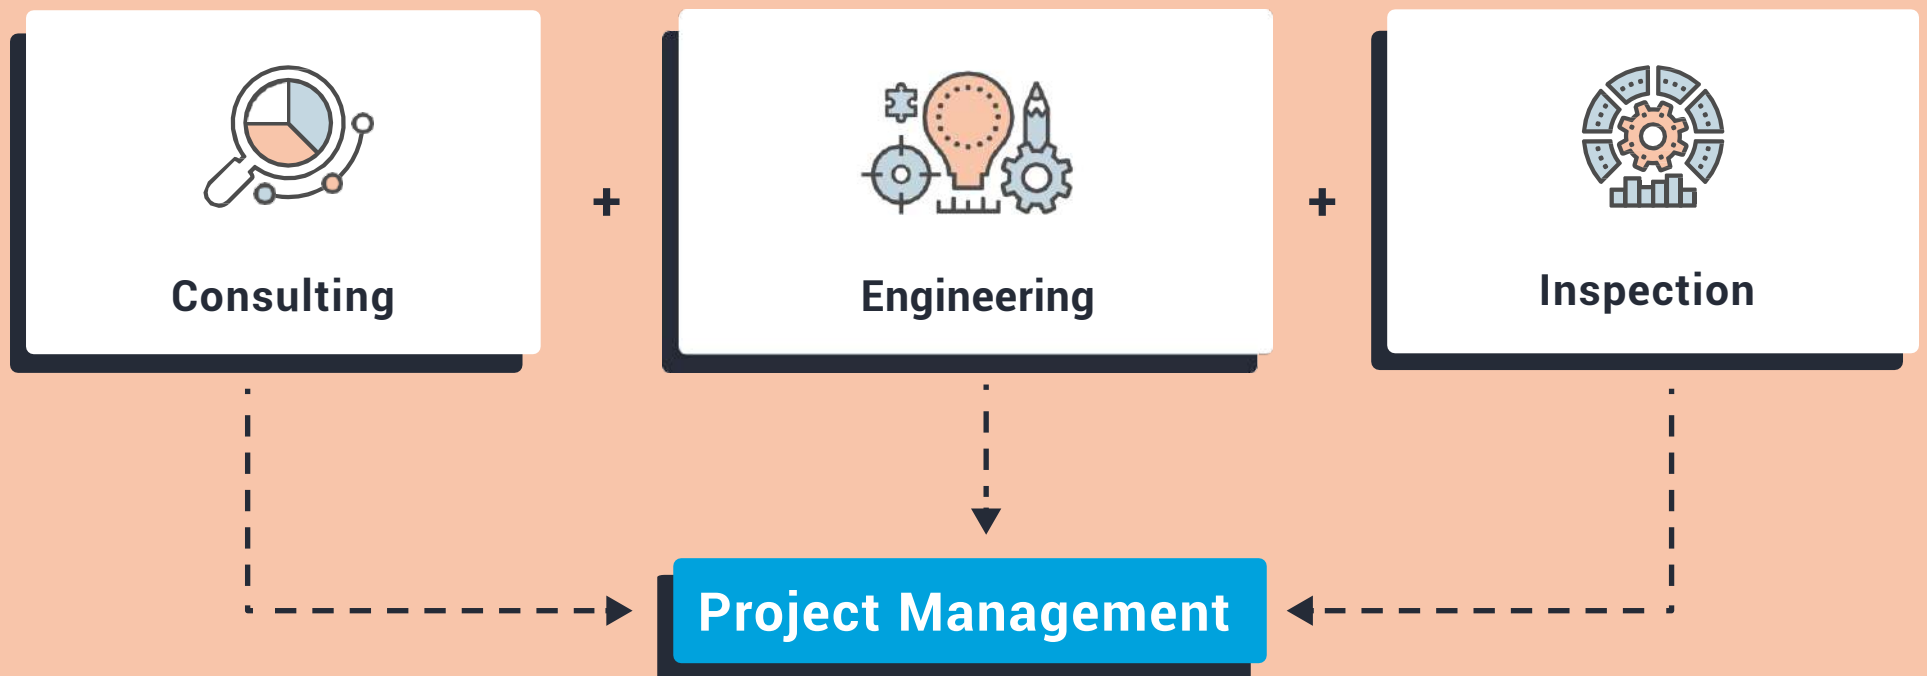 Consulting
+
Engineering
+
Inspection
Project Management